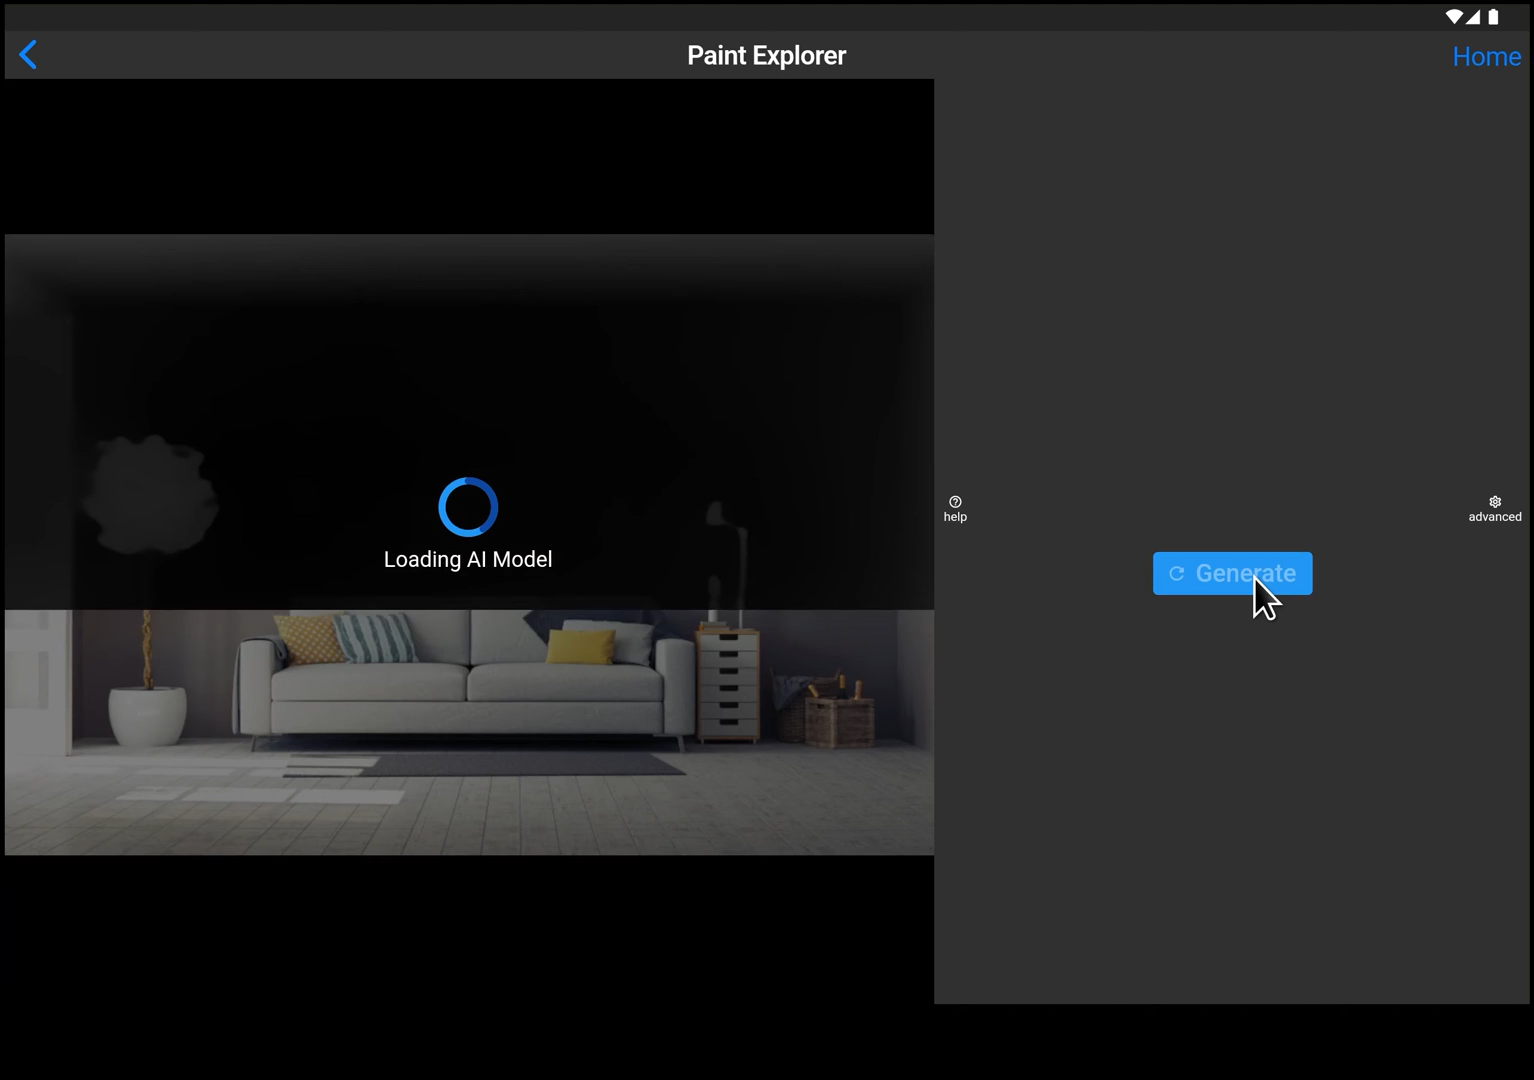 Paint Explorer
Home
Loading AI Model
help
advanced
Generate